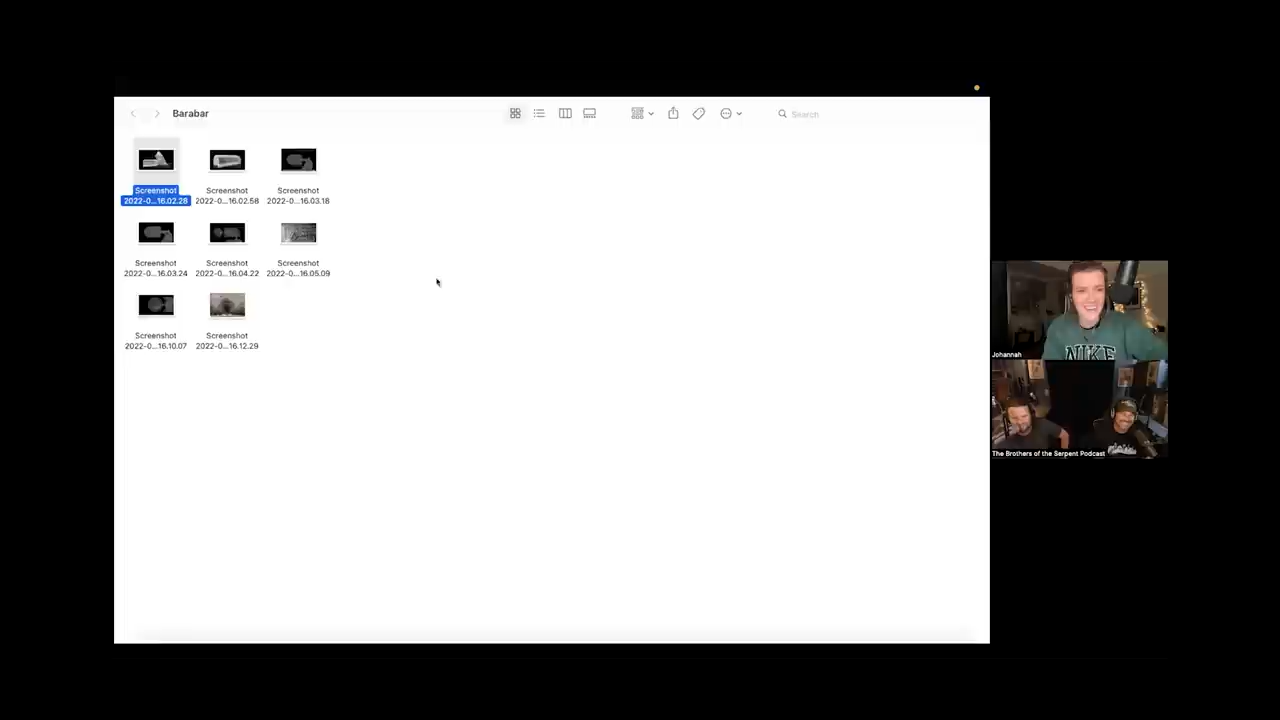 Barabar
Search
Screenshot
2022-0...16.02.28
Screenshot
2022-0...16.02.58
Screenshot
2022-0...16.03.18
Screenshot
2022-0...16.03.24
Screenshot
2022-0...16.04.22
Screenshot
2022-0...16.05.09
Screenshot
2022-0...16.10.07
Screenshot
2022-0...16.12.29
NIKE
Johannah
The Brothers of the Serpent Podcast